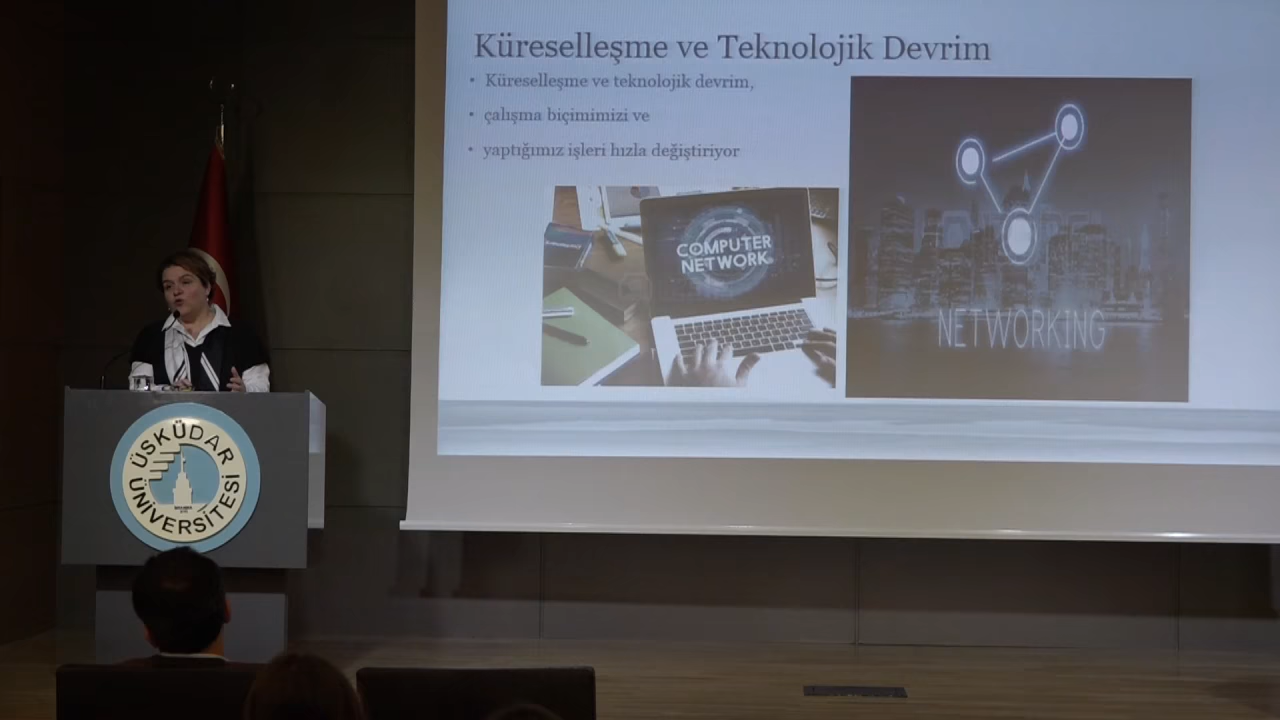 Küreselleşme ve Teknolojik Devrim
• Küreselleşme ve teknolojik devrim,
• çalışma biçimimizi ve
• yaptığımız işleri hızla değiştiriyor
COMPUTER
NETWORK
NETWORKING
ÜSKÜDAR
ÜNİVERSİTESİ